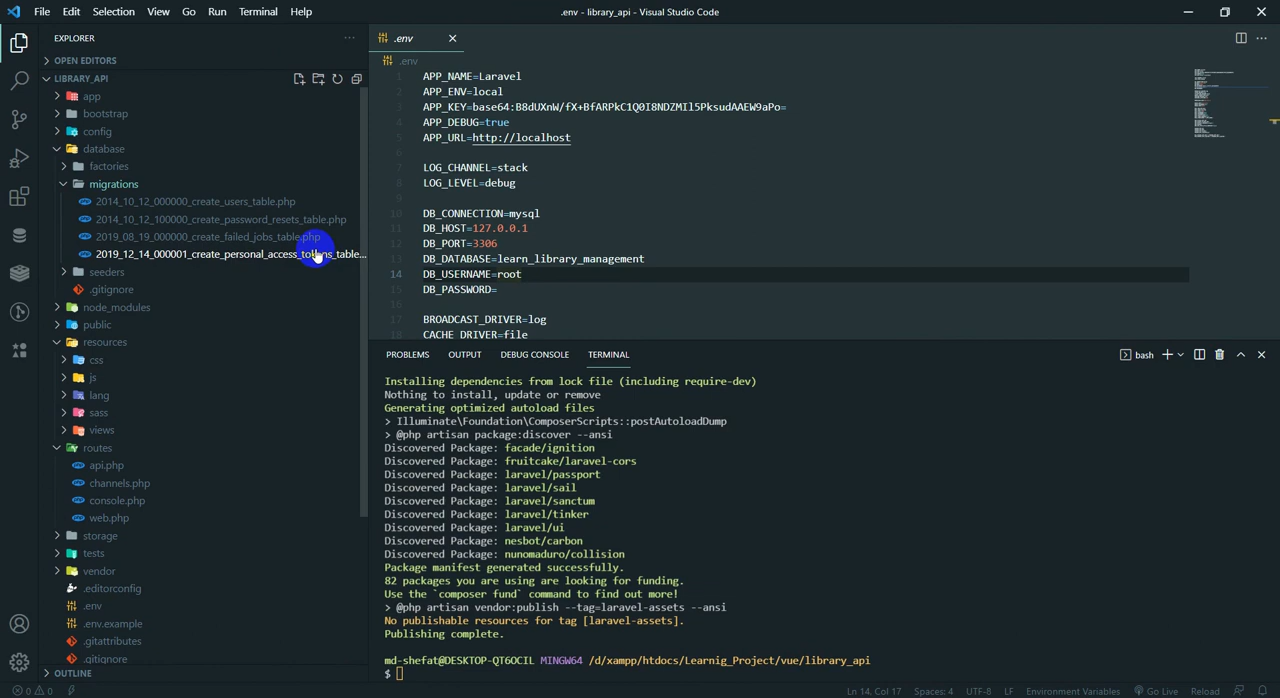 File Edit Selection View Go Run Terminal Help
.env - library_api - Visual Studio Code
EXPLORER
OPEN EDITORS
LIBRARY_API
app
bootstrap
config
database
factories
migrations
2014_10_12_000000_create_users_table.php
2014_10_12_100000_create_password_resets_table.php
2019_08_19_000000_create_failed_jobs_table.php
2019_12_14_000001_create_personal_access_tokens_table...
seeders
.gitignore
node_modules
public
resources
css
js
lang
sass
views
routes
api.php
channels.php
console.php
web.php
storage
tests
vendor
.editorconfig
.env
.env.example
.gitattributes
.gitignore
OUTLINE
.env
.env
1 APP_NAME=Laravel
2 APP_ENV=local
3 APP_KEY=base64:B8dUXnW/fX+BfARPkC1Q0I8NDZMIl5PksudAAEW9aPo=
4 APP_DEBUG=true
5 APP_URL=http://localhost
6
7 LOG_CHANNEL=stack
8 LOG_LEVEL=debug
9
10 DB_CONNECTION=mysql
11 DB_HOST=127.0.0.1
12 DB_PORT=3306
13 DB_DATABASE=learn_library_management
14 DB_USERNAME=root
15 DB_PASSWORD=
16
17 BROADCAST_DRIVER=log
18 CACHE_DRIVER=file
PROBLEMS OUTPUT DEBUG CONSOLE TERMINAL
bash
Installing dependencies from lock file (including require-dev)
Nothing to install, update or remove
Generating optimized autoload files
> Illuminate\Foundation\ComposerScripts::postAutoloadDump
> @php artisan package:discover --ansi
Discovered Package: facade/ignition
Discovered Package: fruitcake/laravel-cors
Discovered Package: laravel/passport
Discovered Package: laravel/sail
Discovered Package: laravel/sanctum
Discovered Package: laravel/tinker
Discovered Package: laravel/ui
Discovered Package: nesbot/carbon
Discovered Package: nunomaduro/collision
Package manifest generated successfully.
82 packages you are using are looking for funding.
Use the `composer fund` command to find out more!
> @php artisan vendor:publish --tag=laravel-assets --ansi
No publishable resources for tag [laravel-assets].
Publishing complete.
md-shefat@DESKTOP-QT6OCIL MINGW64 /d/xampp/htdocs/Learnig_Project/vue/library_api
$
0 0
Ln 14, Col 17 Spaces: 4 UTF-8 LF Environment Variables Go Live Reload